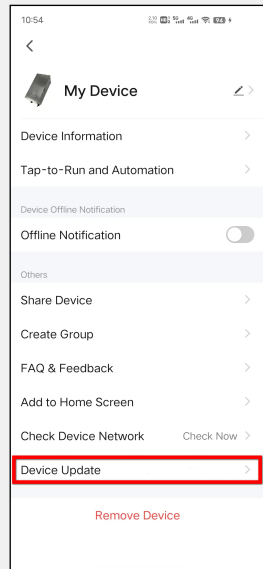 10:54
My Device
Device Information
Tap-to-Run and Automation
Device Offline Notification
Offline Notification
Others
Share Device
Create Group
FAQ & Feedback
Add to Home Screen
Check Device Network Check Now
Device Update
Remove Device